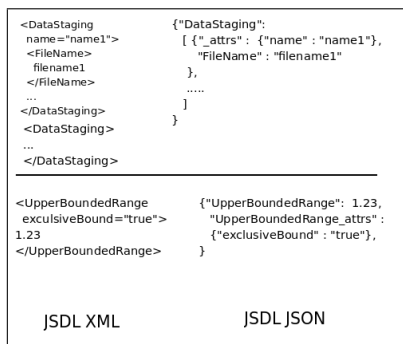 <DataStaging
name="name1">
<FileName>
filename1
</FileName>
...
</DataStaging>
<DataStaging>
...
</DataStaging>
{"DataStaging":
[ {"_attrs" : {"name" : "name1"},
"FileName" : "filename1"
},
.....
]
}
<UpperBoundedRange
exculsiveBound="true">
1.23
</UpperBoundedRange>
{"UpperBoundedRange": 1.23,
"UpperBoundedRange_attrs" :
{"exclusiveBound" : "true"},
}
JSDL XML
JSDL JSON